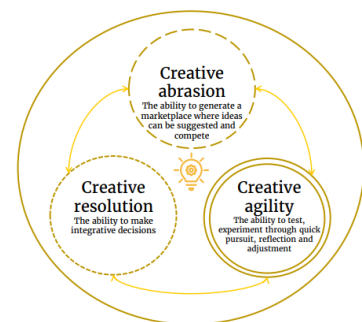 Creative
abrasion
The ability to generate a
marketplace where ideas
can be suggested and
compete
Creative
resolution
The ability to make
integrative decisions
Creative
agility
The ability to test,
experiment through quick
pursuit, reflection and
adjustment